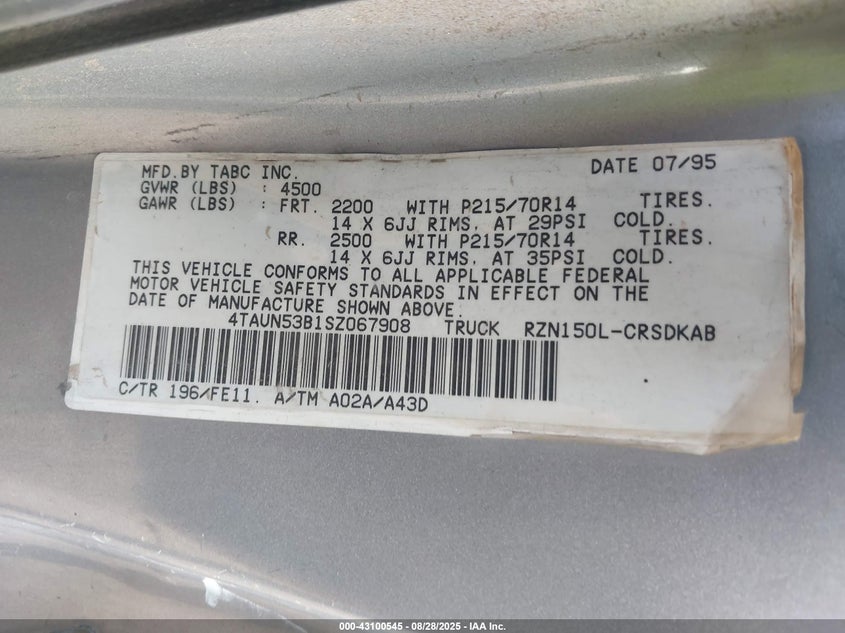 MFD.BY TABC INC. DATE 07/95
GVWR (LBS) : 4500
GAWR (LBS) : FRT. 2200 WITH P215/70R14 TIRES.
14 X 6JJ RIMS, AT 29PSI COLD.
RR. 2500 WITH P215/70R14 TIRES.
14 X 6JJ RIMS, AT 35PSI COLD.
THIS VEHICLE CONFORMS TO ALL APPLICABLE FEDERAL
MOTOR VEHICLE SAFETY STANDARDS IN EFFECT ON THE
DATE OF MANUFACTURE SHOWN ABOVE.
4TAUN53B1SZ067908 TRUCK RZN150L-CRSDKAB
C/TR 196/FE11. A/TM A02A/A43D
000-43100545 | 08/28/2025 | IAA Inc.